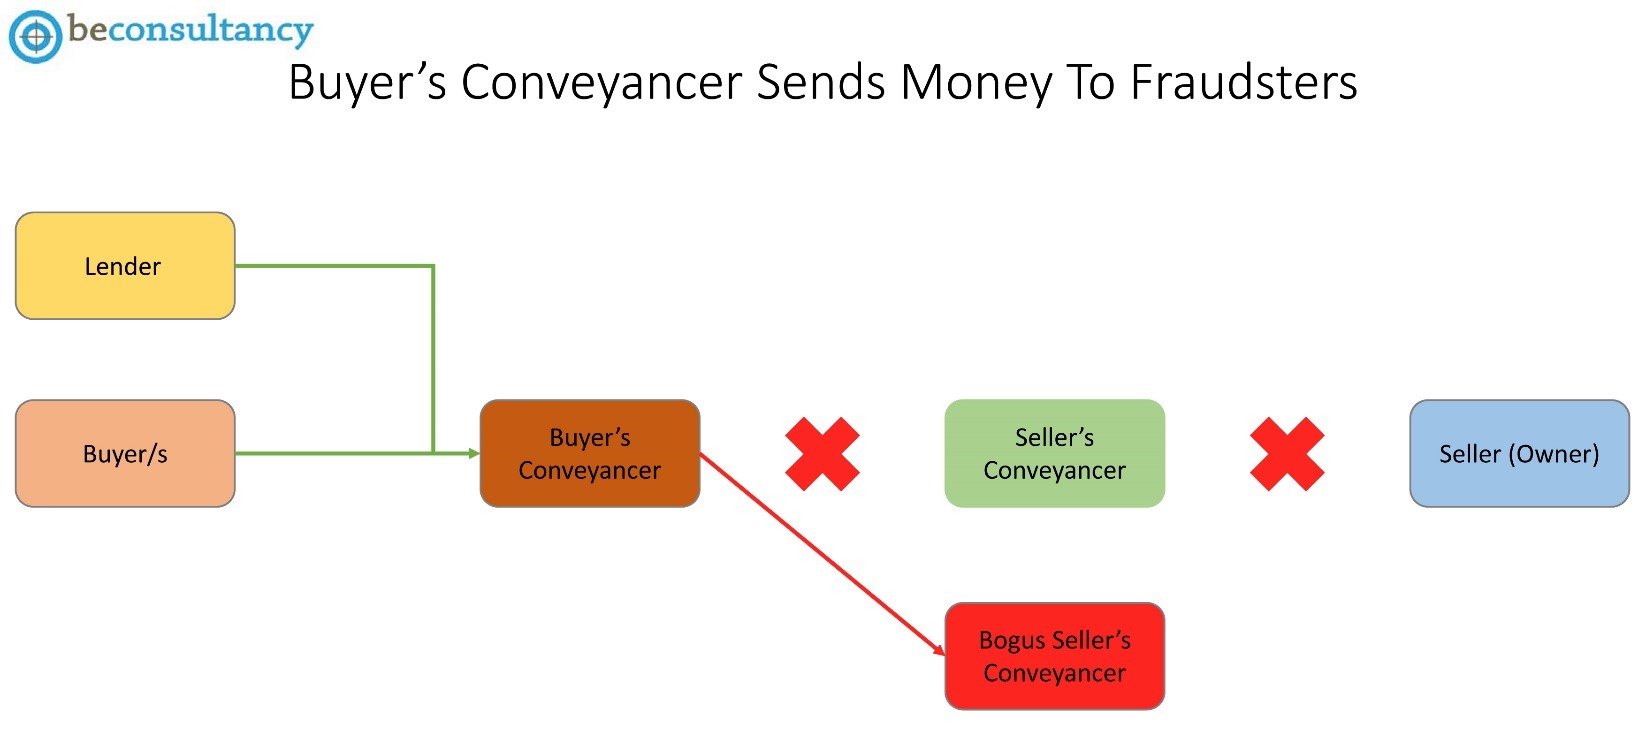 beconsultancy
Buyer’s Conveyancer Sends Money To Fraudsters
Lender
Buyer/s
Buyer’s
Conveyancer
Seller’s
Conveyancer
Seller (Owner)
Bogus Seller’s
Conveyancer